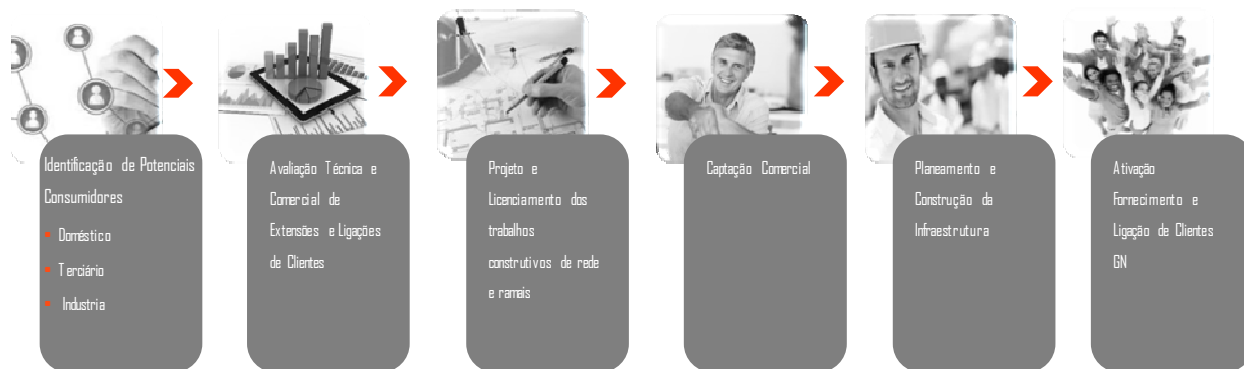 Identificação de Potenciais
Consumidores
• Doméstico
• Terciário
• Industria
Avaliação Técnica e
Comercial de
Extensões e Ligações
de Clientes
Projeto e
Licenciamento dos
trabalhos
construtivos de rede
e ramais
Captação Comercial
Planeamento e
Construção da
Infraestrutura
Ativação
Fornecimento e
Ligação de Clientes
GN